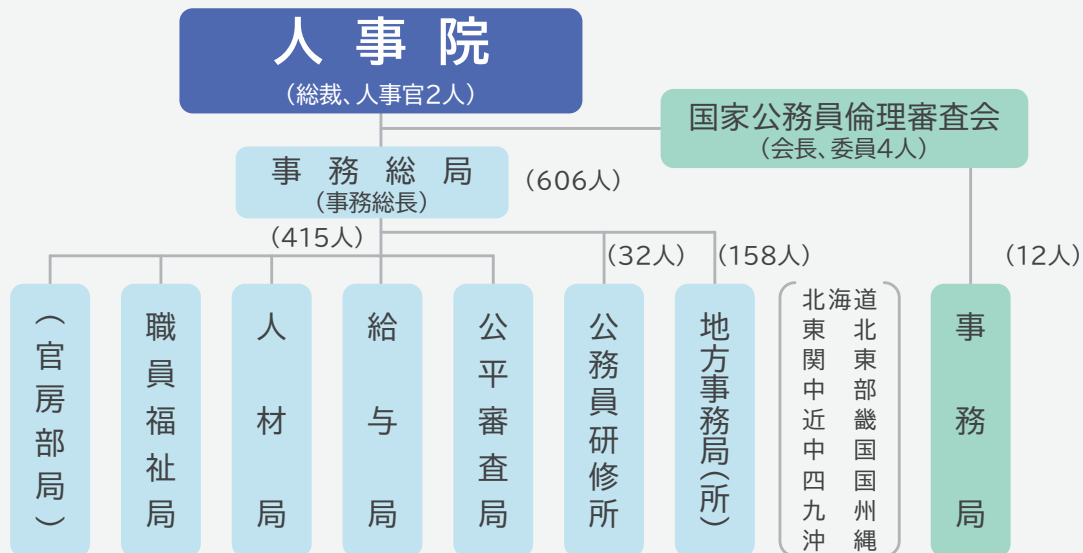 人事院
（総裁、人事官2人）
国家公務員倫理審査会
（会長、委員4人）
事務総局
（事務総長）
（606人）
（415人）
（32人）
（158人）
（12人）
（官房部局）
職員福祉局
人材局
給与局
公平審査局
公務員研修所
地方事務局（所）
北海道
東北
関東
中部
近畿
中国
四国
九州
沖縄
事務局